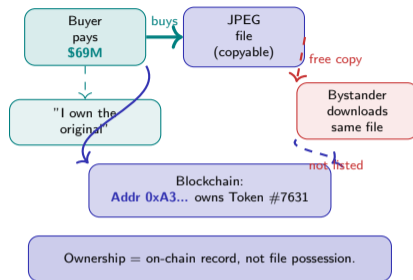 Buyer
pays
$69M
buys
JPEG
file
(copyable)
free copy
"I own the
original"
Bystander
downloads
same file
not listed
Blockchain:
Addr 0xA3... owns Token #7631
Ownership = on-chain record, not file possession.